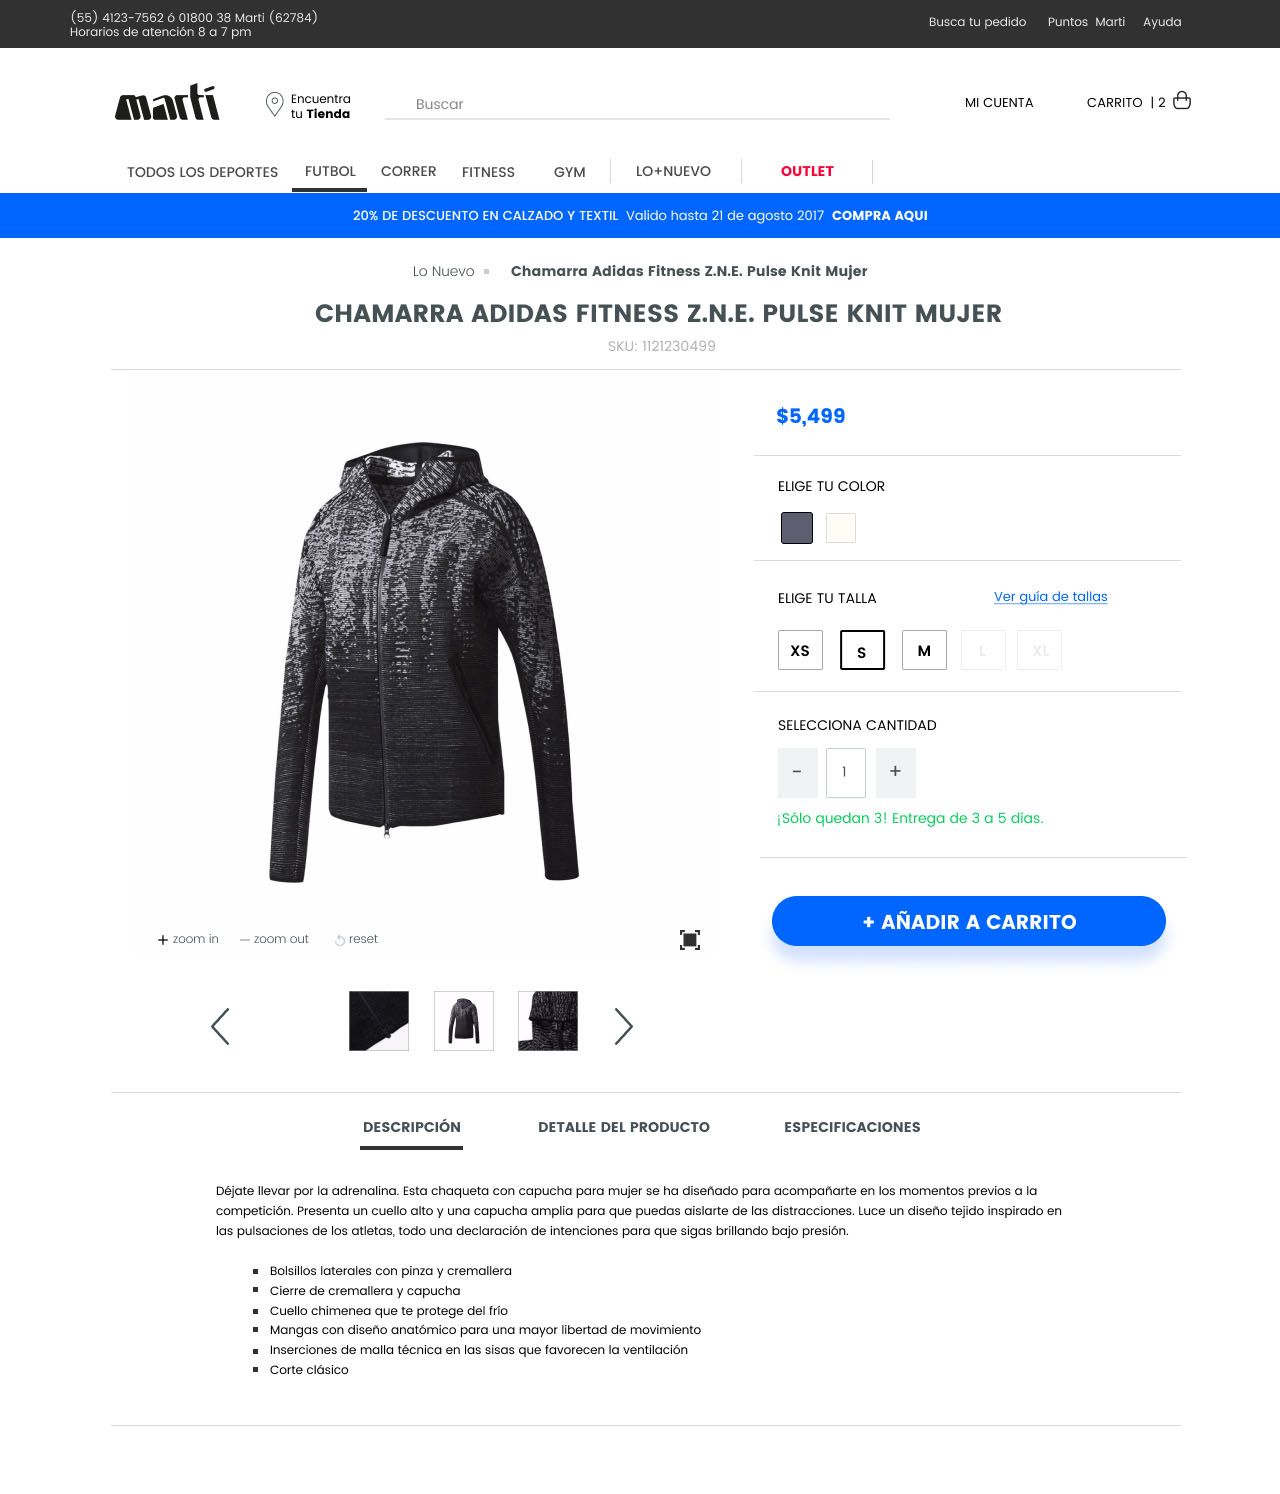 (55) 4123-7562 ó 01800 38 Marti (62784)
Horarios de atención 8 a 7 pm
Busca tu pedido
Puntos Marti
Ayuda
martí
Encuentra
tu Tienda
Buscar
MI CUENTA
CARRITO | 2
TODOS LOS DEPORTES
FUTBOL
CORRER
FITNESS
GYM
LO+NUEVO
OUTLET
20% DE DESCUENTO EN CALZADO Y TEXTIL Valido hasta 21 de agosto 2017 COMPRA AQUI
Lo Nuevo
Chamarra Adidas Fitness Z.N.E. Pulse Knit Mujer
CHAMARRA ADIDAS FITNESS Z.N.E. PULSE KNIT MUJER
SKU: 1121230499
$5,499
ELIGE TU COLOR
ELIGE TU TALLA
Ver guía de tallas
XS
S
M
L
XL
SELECCIONA CANTIDAD
- 1 +
¡Sólo quedan 3! Entrega de 3 a 5 días.
+ AÑADIR A CARRITO
zoom in
zoom out
reset
DESCRIPCIÓN
DETALLE DEL PRODUCTO
ESPECIFICACIONES
Déjate llevar por la adrenalina. Esta chaqueta con capucha para mujer se ha diseñado para acompañarte en los momentos previos a la
competición. Presenta un cuello alto y una capucha amplia para que puedas aislarte de las distracciones. Luce un diseño tejido inspirado en
las pulsaciones de los atletas, todo una declaración de intenciones para que sigas brillando bajo presión.
Bolsillos laterales con pinza y cremallera
Cierre de cremallera y capucha
Cuello chimenea que te protege del frío
Mangas con diseño anatómico para una mayor libertad de movimiento
Inserciones de malla técnica en las sisas que favorecen la ventilación
Corte clásico